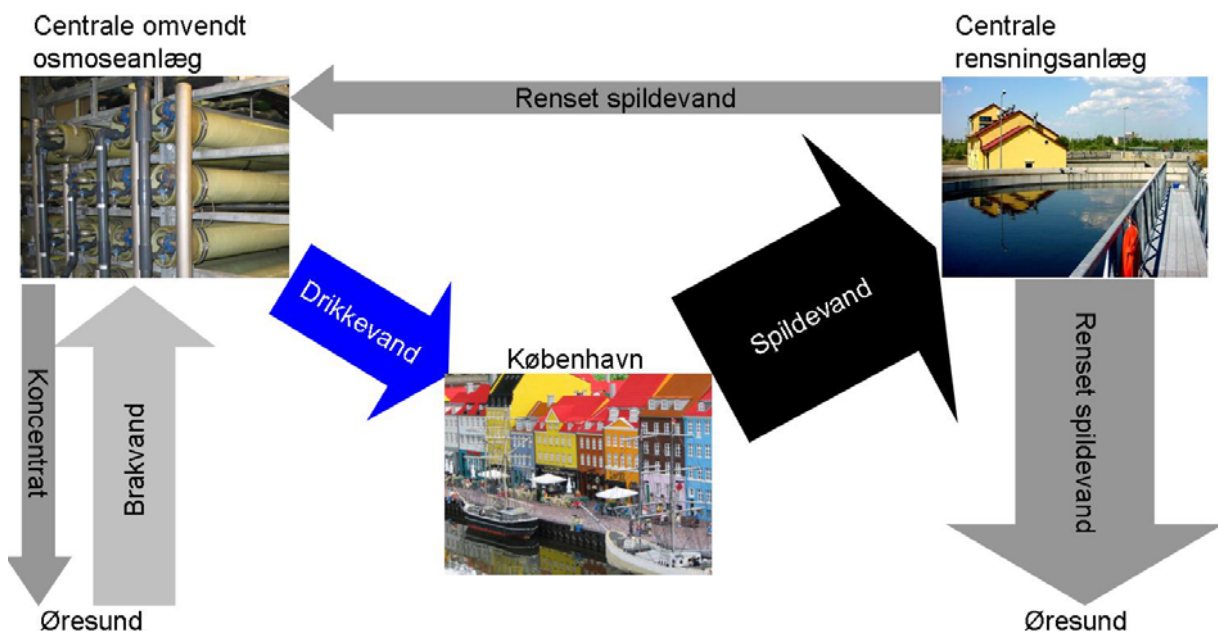 Centrale omvendt
osmoseanlæg
Centrale
rensningsanlæg
Renset spildevand
Drikkevand
Spildevand
København
Koncentrat
Brakvand
Renset spildevand
Øresund
Øresund